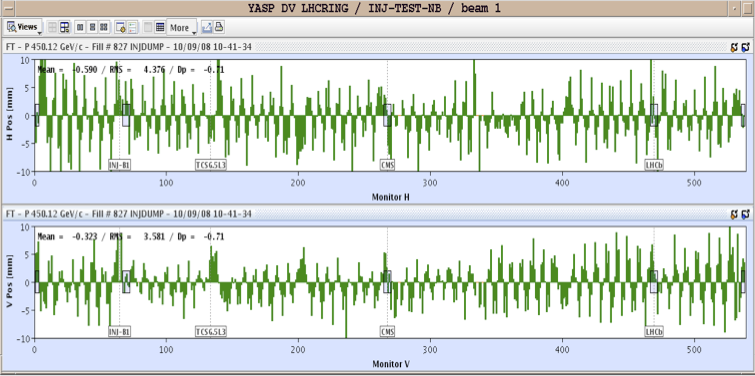 YASP DV LHCRING / INJ-TEST-NB / beam 1
Views
More
FT - P 450.12 GeV/c - Fill # 827 INJDUMP - 10/09/08 10-41-34
Mean = -0.590 / RMS = 4.376 / Dp = -0.71
H Pos [mm]
10
5
0
-5
-10
INJ-B1
TCSG.5L3
CMS
LHCb
0
100
200
300
400
500
Monitor H
FT - P 450.12 GeV/c - Fill # 827 INJDUMP - 10/09/08 10-41-34
Mean = -0.323 / RMS = 3.581 / Dp = -0.71
V Pos [mm]
10
5
0
-5
-10
INJ-B1
TCSG.5L3
CMS
LHCb
0
100
200
300
400
500
Monitor V